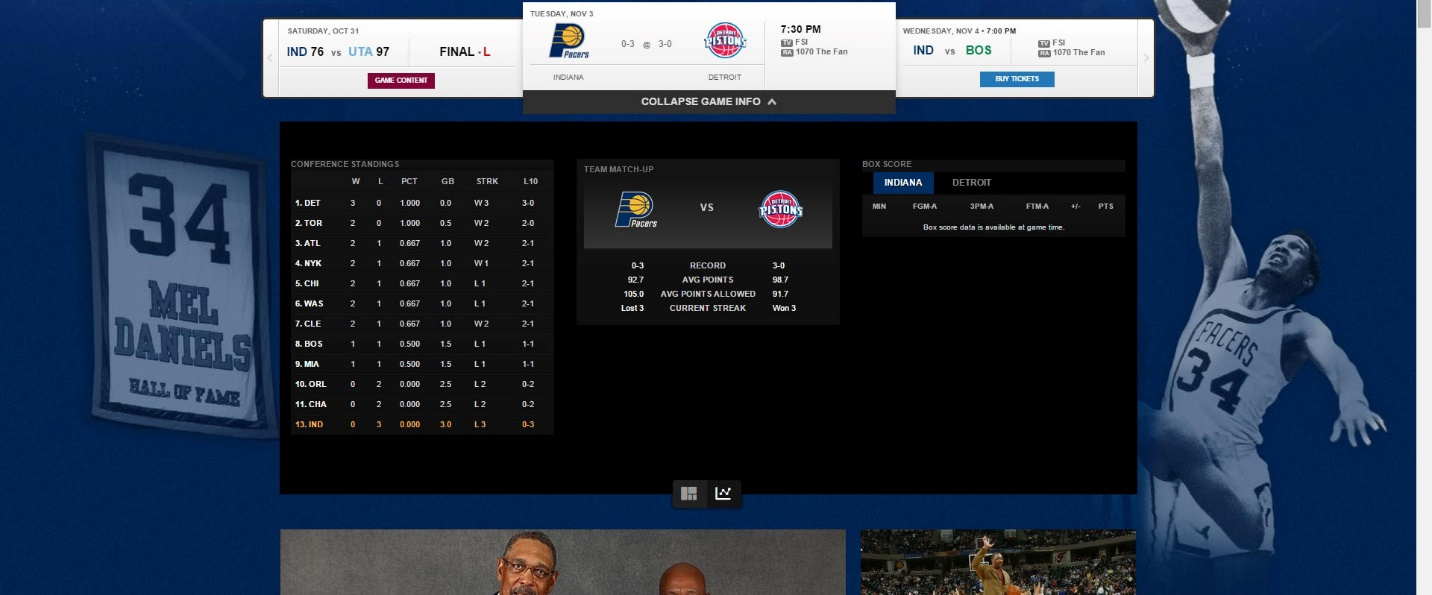 SATURDAY, OCT 31
IND 76 vs UTA 97
FINAL - L
GAME CONTENT
TUESDAY, NOV 3
Pacers
0-3 @ 3-0
DETROIT
PISTONS
INDIANA
DETROIT
7:30 PM
TV FSI
RA 1070 The Fan
WEDNESDAY, NOV 4 - 7:00 PM
IND vs BOS
TV FSI
RA 1070 The Fan
BUY TICKETS
COLLAPSE GAME INFO
34
MEL
DANIELS
HALL OF FAME
CONFERENCE STANDINGS
W L PCT GB STRK L10
1. DET 3 0 1.000 0.0 W 3 3-0
2. TOR 2 0 1.000 0.5 W 2 2-0
3. ATL 2 1 0.667 1.0 W 2 2-1
4. NYK 2 1 0.667 1.0 W 1 2-1
5. CHI 2 1 0.667 1.0 L 1 2-1
6. WAS 2 1 0.667 1.0 L 1 2-1
7. CLE 2 1 0.667 1.0 W 2 2-1
8. BOS 1 1 0.500 1.5 L 1 1-1
9. MIA 1 1 0.500 1.5 L 1 1-1
10. ORL 0 2 0.000 2.5 L 2 0-2
11. CHA 0 2 0.000 2.5 L 2 0-2
13. IND 0 3 0.000 3.0 L 3 0-3
TEAM MATCH-UP
Pacers
VS
DETROIT
PISTONS
0-3 RECORD 3-0
92.7 AVG POINTS 98.7
105.0 AVG POINTS ALLOWED 91.7
Lost 3 CURRENT STREAK Won 3
BOX SCORE
INDIANA DETROIT
MIN FGM-A 3PM-A FTM-A +/- PTS
Box score data is available at game time.
PACERS
34